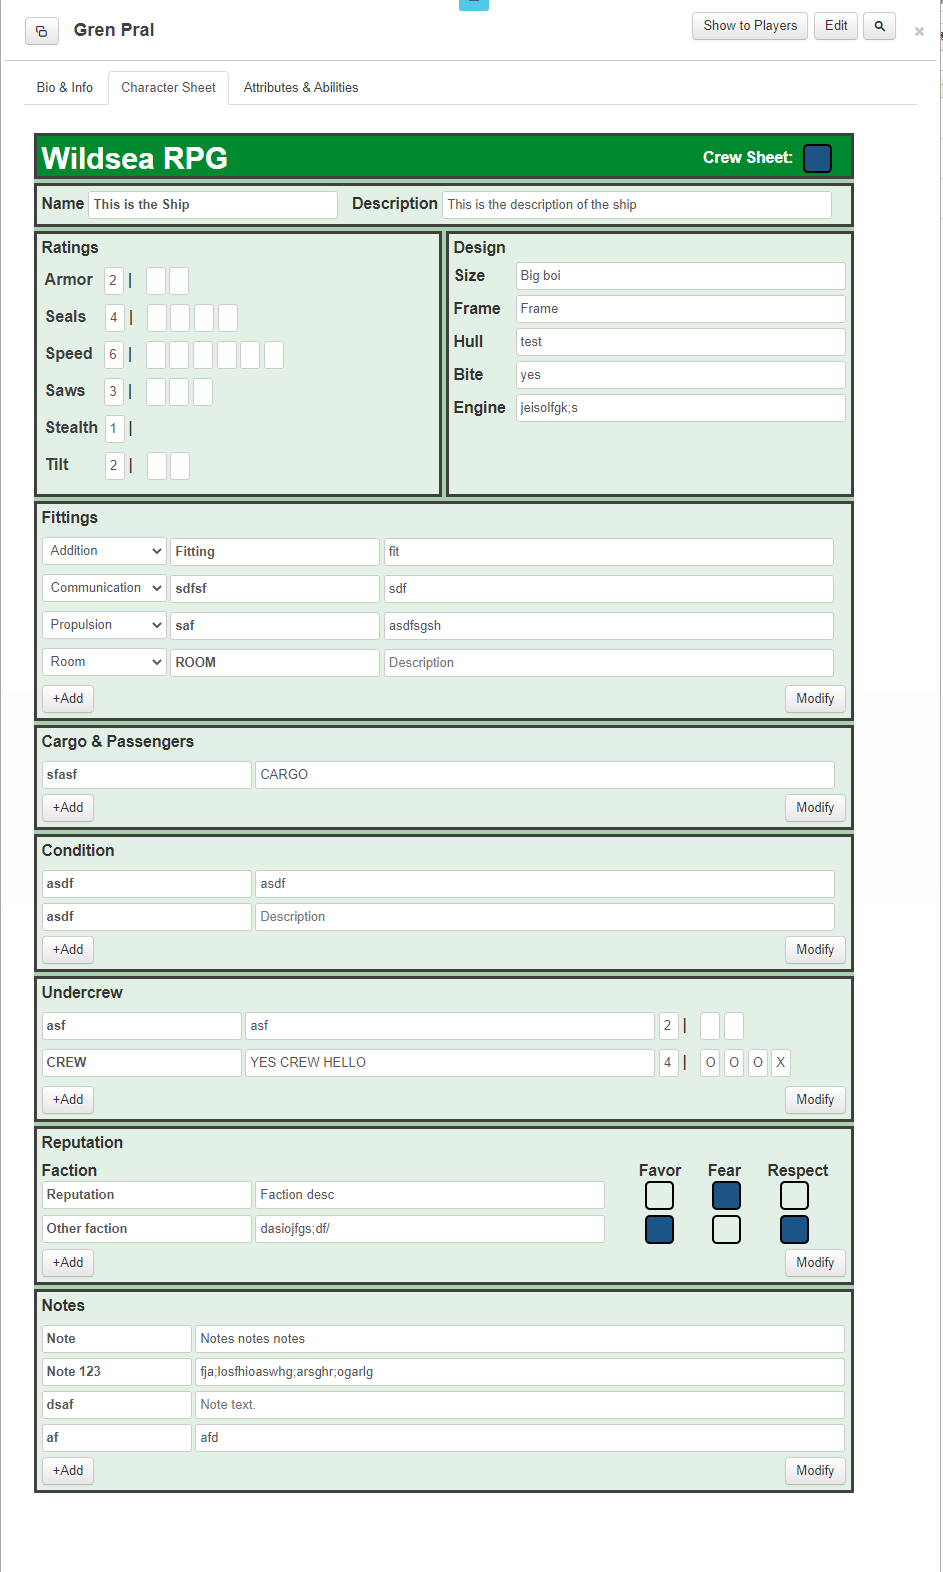 Gren Pral
Show to Players Edit
Bio & Info Character Sheet Attributes & Abilities
Wildsea RPG Crew Sheet:
Name This is the Ship Description This is the description of the ship
Ratings
Armor 2 |
Seals 4 |
Speed 6 |
Saws 3 |
Stealth 1 |
Tilt 2 |
Design
Size Big boi
Frame Frame
Hull test
Bite yes
Engine jeisolfgk;s
Fittings
Addition Fitting fit
Communication sdfsf sdf
Propulsion saf asdfsgsh
Room ROOM Description
+Add Modify
Cargo & Passengers
sfasf CARGO
+Add Modify
Condition
asdf asdf
asdf Description
+Add Modify
Undercrew
asf asf 2 |
CREW YES CREW HELLO 4 | O O O X
+Add Modify
Reputation
Faction Favor Fear Respect
Reputation Faction desc
Other faction dasiojfgs;df/
+Add Modify
Notes
Note Notes notes notes
Note 123 fja;losfhioaswhg;arsghr;ogarlg
dsaf Note text.
af afd
+Add Modify